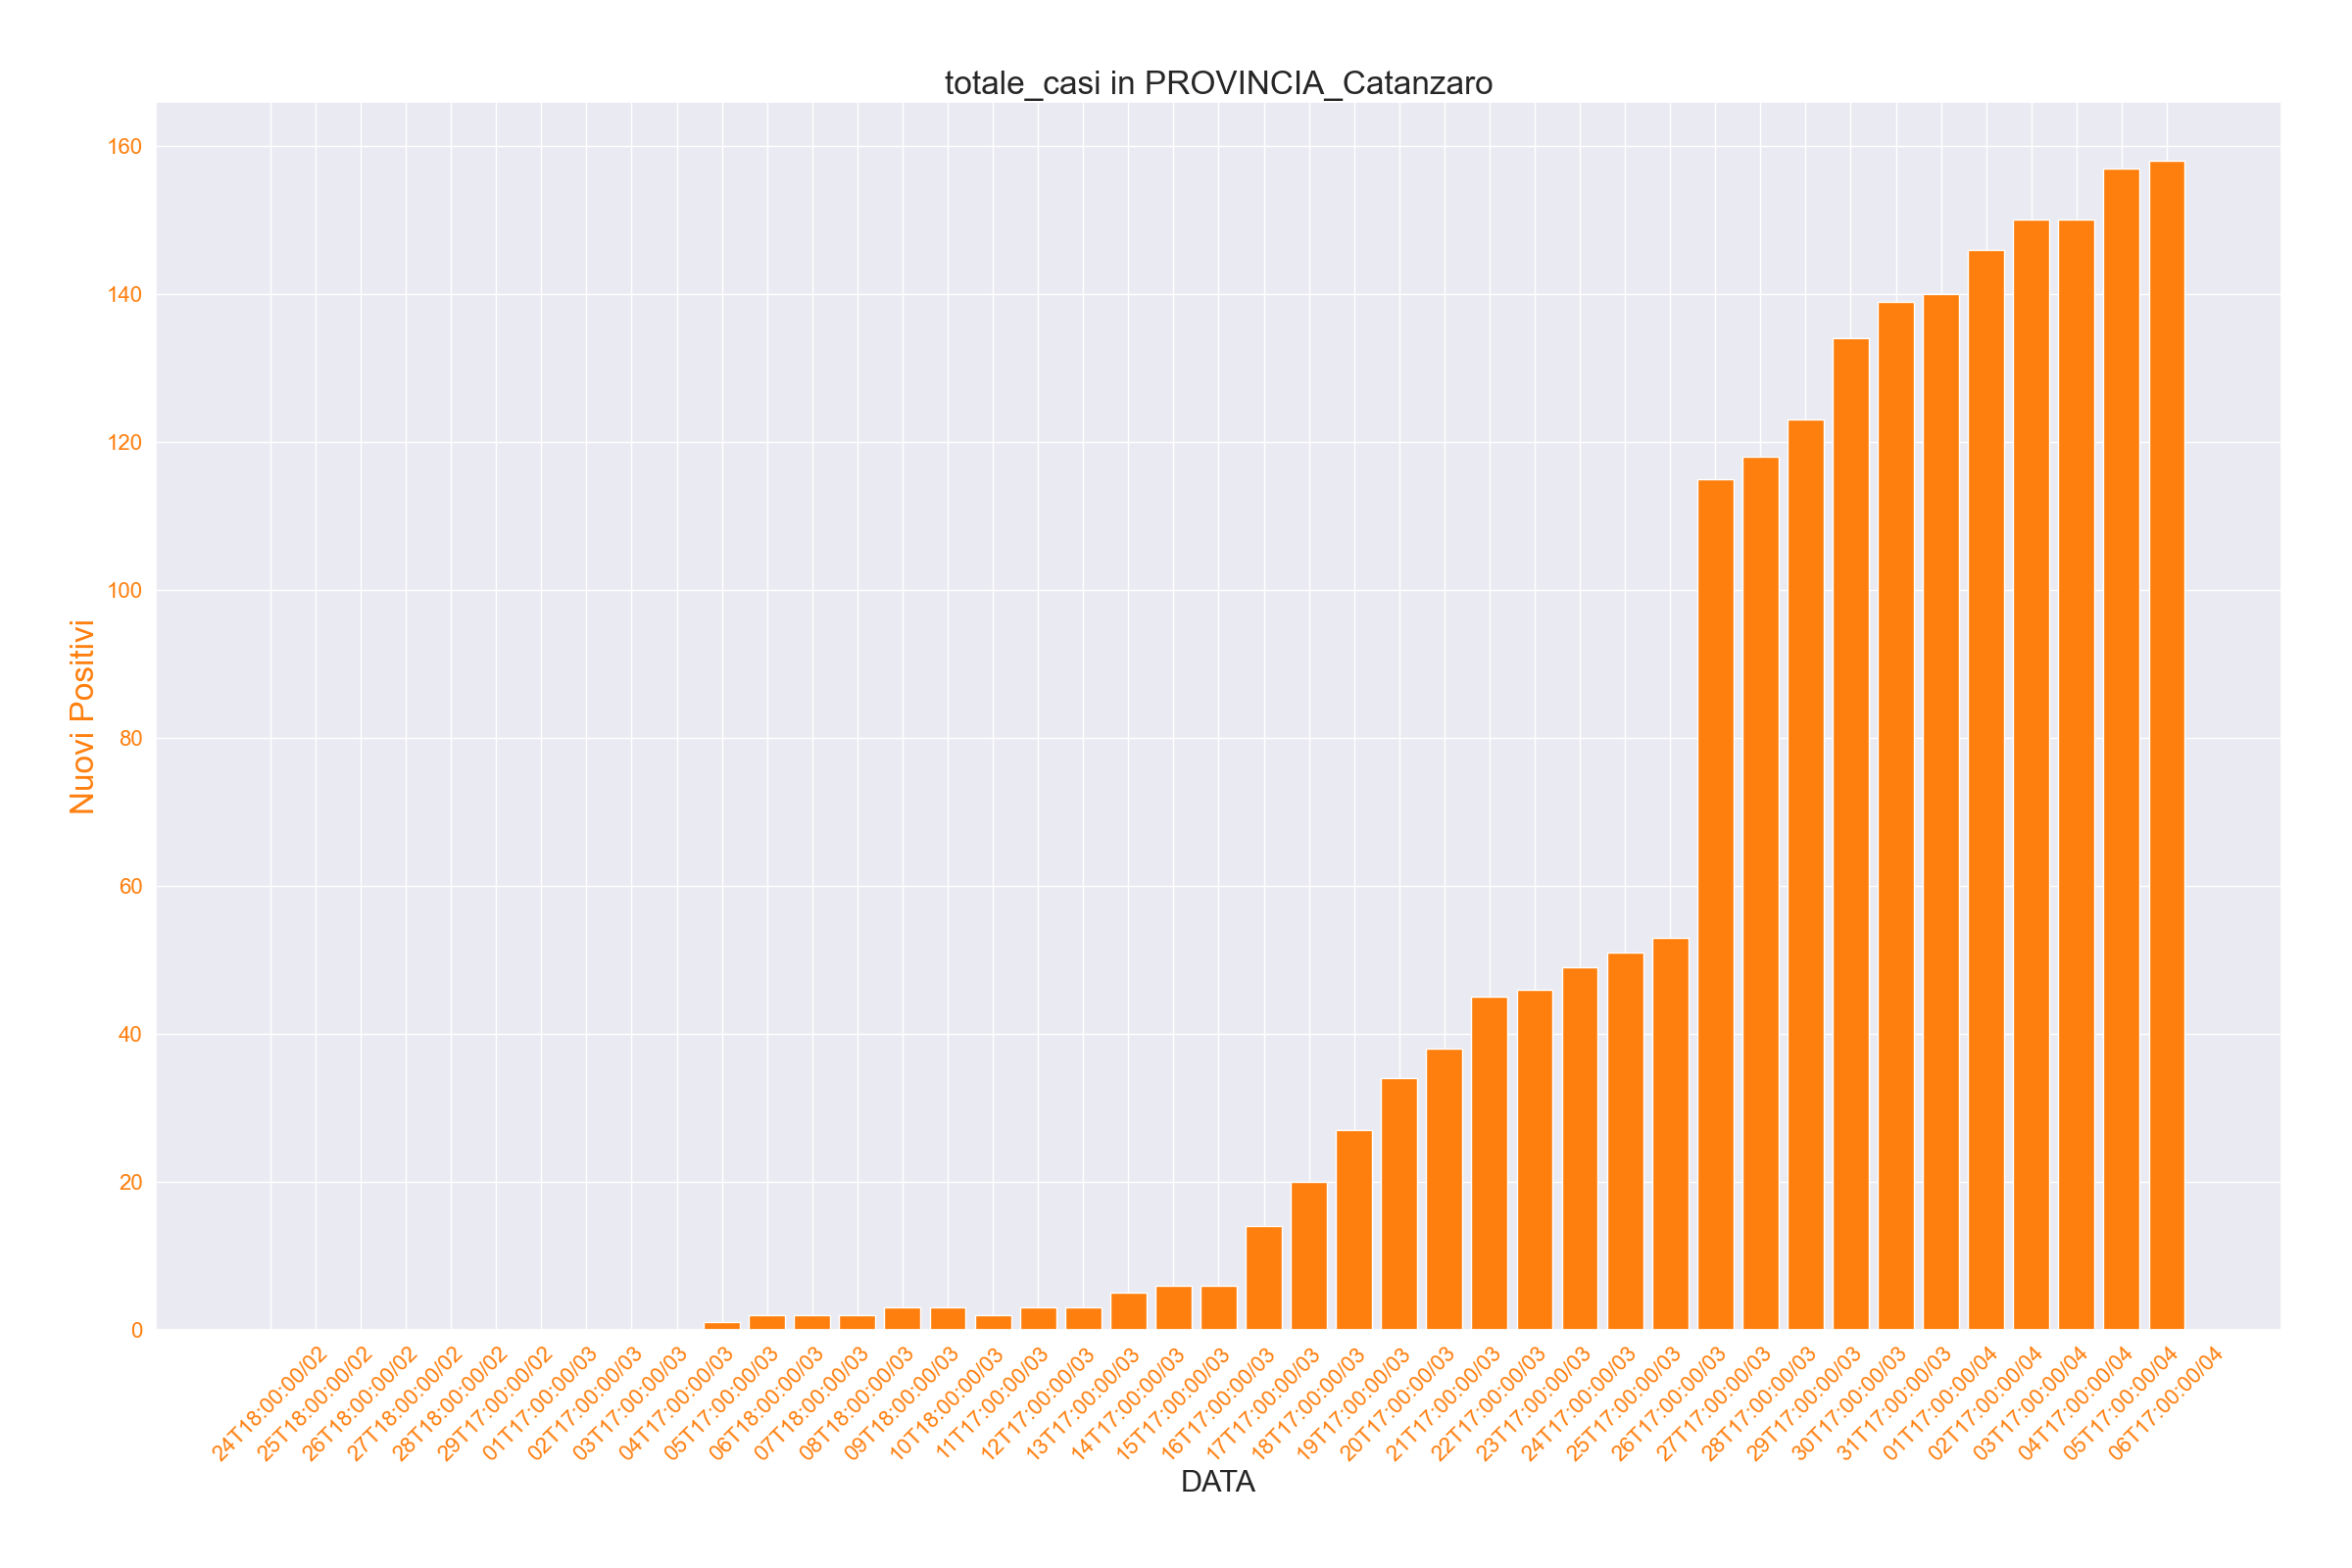 totale_casi in PROVINCIA_Catanzaro
160
140
120
100
80
60
40
20
0
Nuovi Positivi
24T18:00:00/02
25T18:00:00/02
26T18:00:00/02
27T18:00:00/02
28T18:00:00/02
29T17:00:00/02
01T17:00:00/03
02T17:00:00/03
03T17:00:00/03
04T17:00:00/03
05T17:00:00/03
06T18:00:00/03
07T18:00:00/03
08T18:00:00/03
09T18:00:00/03
10T18:00:00/03
11T17:00:00/03
12T17:00:00/03
13T17:00:00/03
14T17:00:00/03
15T17:00:00/03
16T17:00:00/03
17T17:00:00/03
18T17:00:00/03
19T17:00:00/03
20T17:00:00/03
21T17:00:00/03
22T17:00:00/03
23T17:00:00/03
24T17:00:00/03
25T17:00:00/03
26T17:00:00/03
27T17:00:00/03
28T17:00:00/03
29T17:00:00/03
30T17:00:00/03
31T17:00:00/03
01T17:00:00/04
02T17:00:00/04
03T17:00:00/04
04T17:00:00/04
05T17:00:00/04
06T17:00:00/04
DATA